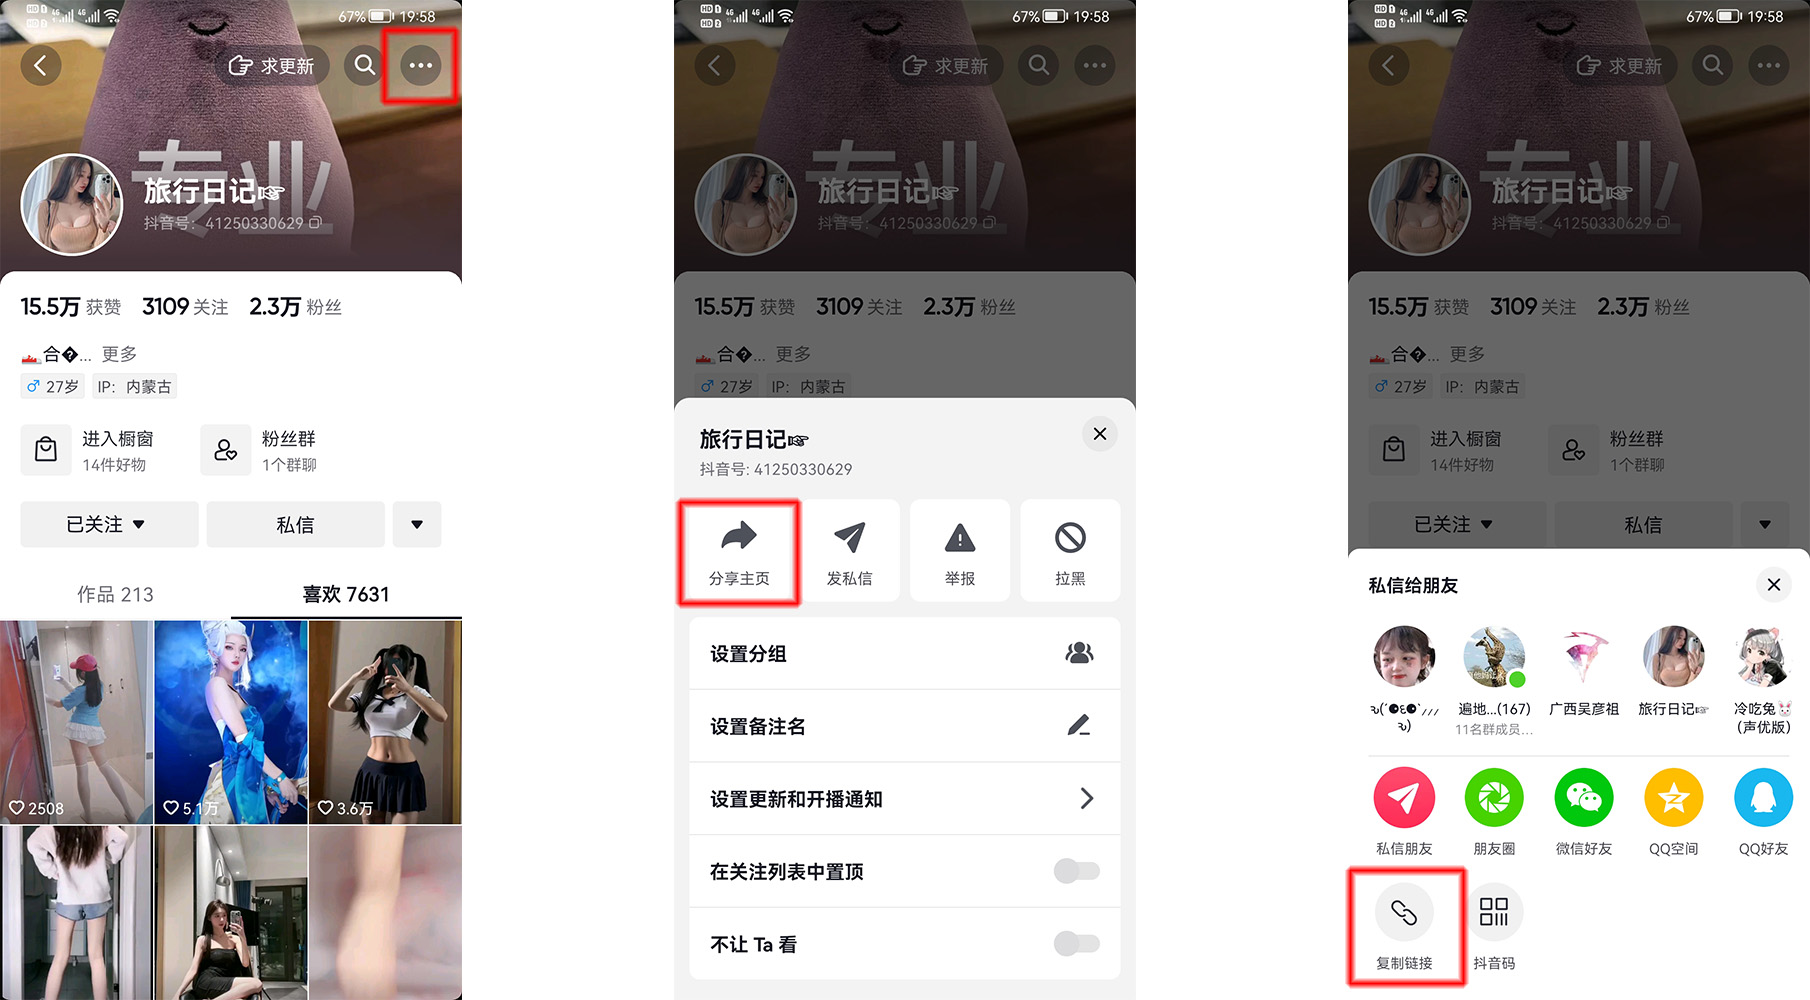 67% 19:58
求更新
专业
旅行日记☞
抖音号: 41250330629
15.5万 获赞 3109 关注 2.3万 粉丝
合�... 更多
♂ 27岁 IP: 内蒙古
进入橱窗
14件好物
粉丝群
1个群聊
已关注 ▼
私信
▼
作品 213
喜欢 7631
2508
5.1万
3.6万
67% 19:58
求更新
专业
旅行日记☞
抖音号: 41250330629
15.5万 获赞 3109 关注 2.3万 粉丝
合�... 更多
♂ 27岁 IP: 内蒙古
旅行日记☞
抖音号: 41250330629
分享主页
发私信
举报
拉黑
设置分组
设置备注名
设置更新和开播通知
在关注列表中置顶
不让 Ta 看
67% 19:58
求更新
专业
旅行日记☞
抖音号: 41250330629
15.5万 获赞 3109 关注 2.3万 粉丝
合�... 更多
♂ 27岁 IP: 内蒙古
进入橱窗
14件好物
粉丝群
1个群聊
已关注 ▼
私信
▼
私信给朋友
遍地...(167)
11名群成员...
广西吴彦祖
旅行日记☞
冷吃兔🐰
(声优版)
私信朋友
朋友圈
微信好友
QQ空间
QQ好友
复制链接
抖音码